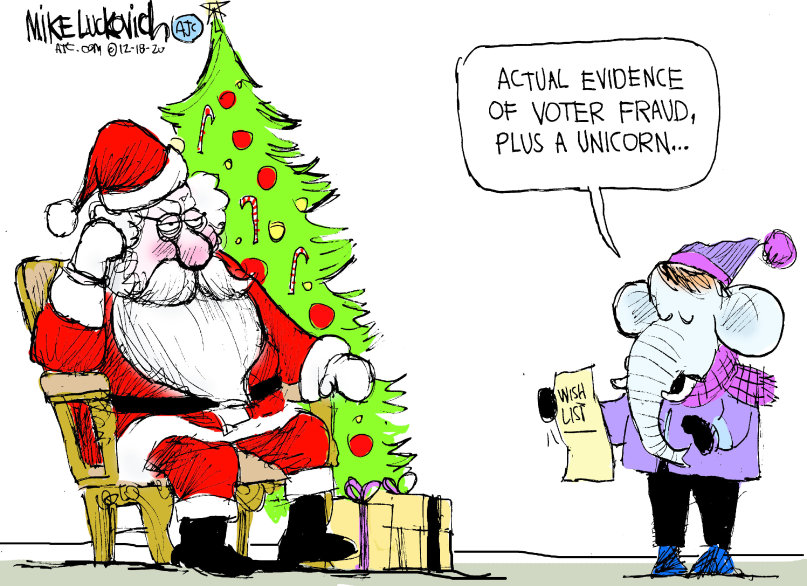 MIKE LUCKOVICH AJC
AJC.COM ©12-18-20
ACTUAL EVIDENCE
OF VOTER FRAUD,
PLUS A UNICORN...
WISH
LIST